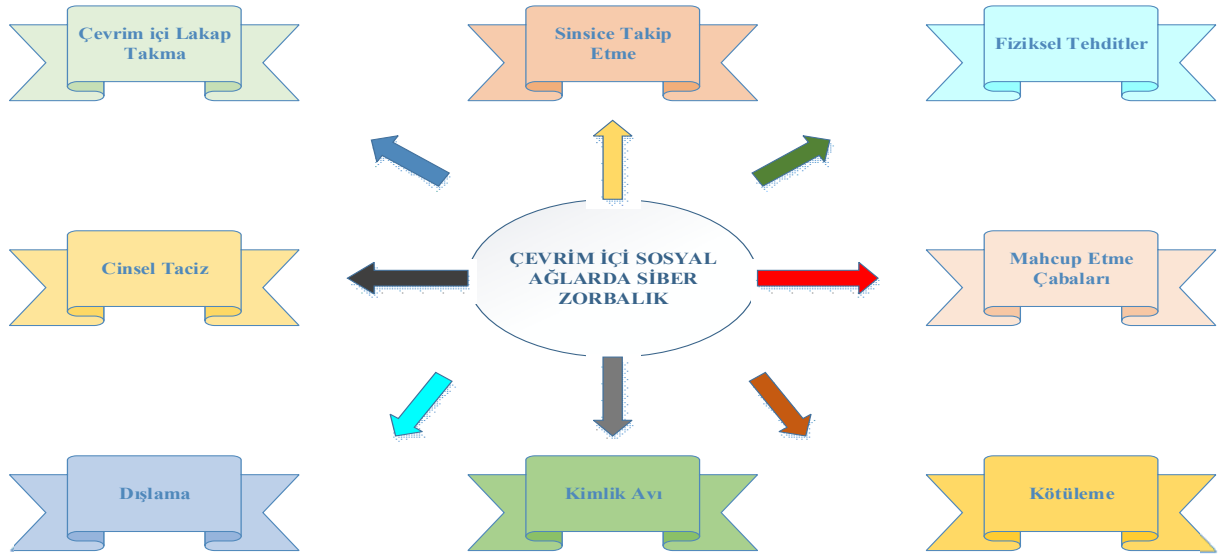 Çevrim içi Lakap
Takma
Sinsice Takip
Etme
Fiziksel Tehditler
Cinsel Taciz
ÇEVRİM İÇİ SOSYAL
AĞLARDA SİBER
ZORBALIK
Mahcup Etme
Çabaları
Dışlama
Kimlik Avı
Kötüleme